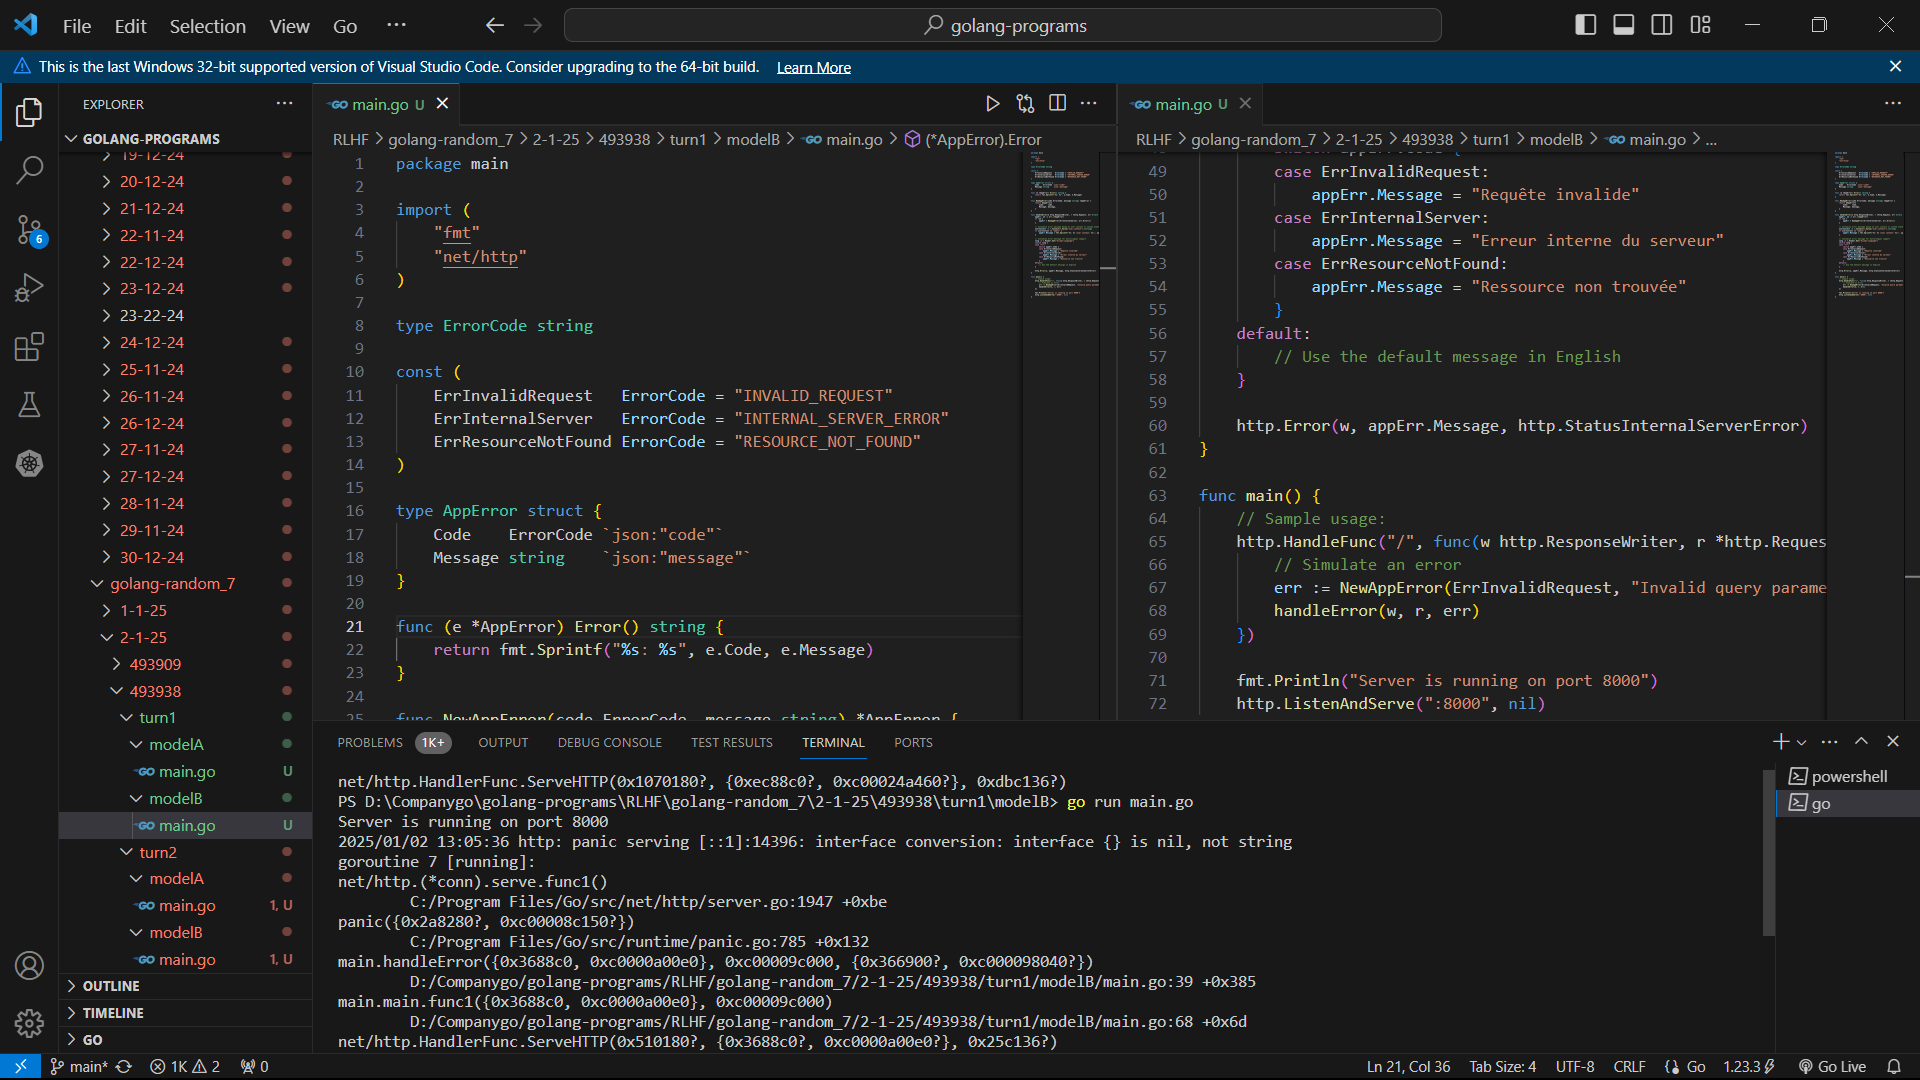 File Edit Selection View Go ··· golang-programs
This is the last Windows 32-bit supported version of Visual Studio Code. Consider upgrading to the 64-bit build. Learn More
EXPLORER
GOLANG-PROGRAMS
19-12-24
20-12-24
21-12-24
22-11-24
22-12-24
23-12-24
23-22-24
24-12-24
25-11-24
26-11-24
26-12-24
27-11-24
27-12-24
28-11-24
29-11-24
30-12-24
golang-random_7
1-1-25
2-1-25
493909
493938
turn1
modelA
main.go U
modelB
main.go U
turn2
modelA
main.go 1, U
modelB
main.go 1, U
OUTLINE
TIMELINE
GO
6
main.go U
RLHF > golang-random_7 > 2-1-25 > 493938 > turn1 > modelB > main.go > (*AppError).Error
1 package main
2
3 import (
4 "fmt"
5 "net/http"
6 )
7
8 type ErrorCode string
9
10 const (
11 ErrInvalidRequest ErrorCode = "INVALID_REQUEST"
12 ErrInternalServer ErrorCode = "INTERNAL_SERVER_ERROR"
13 ErrResourceNotFound ErrorCode = "RESOURCE_NOT_FOUND"
14 )
15
16 type AppError struct {
17 Code ErrorCode `json:"code"`
18 Message string `json:"message"`
19 }
20
21 func (e *AppError) Error() string {
22 return fmt.Sprintf("%s: %s", e.Code, e.Message)
23 }
24
25 func NewAppError(code ErrorCode, message string) *AppError {
main.go U
RLHF > golang-random_7 > 2-1-25 > 493938 > turn1 > modelB > main.go > ...
49 case ErrInvalidRequest:
50 appErr.Message = "Requête invalide"
51 case ErrInternalServer:
52 appErr.Message = "Erreur interne du serveur"
53 case ErrResourceNotFound:
54 appErr.Message = "Ressource non trouvée"
55 }
56 default:
57 // Use the default message in English
58 }
59
60 http.Error(w, appErr.Message, http.StatusInternalServerError)
61 }
62
63 func main() {
64 // Sample usage:
65 http.HandleFunc("/", func(w http.ResponseWriter, r *http.Reques
66 // Simulate an error
67 err := NewAppError(ErrInvalidRequest, "Invalid query parame
68 handleError(w, r, err)
69 })
70
71 fmt.Println("Server is running on port 8000")
72 http.ListenAndServe(":8000", nil)
PROBLEMS 1K+ OUTPUT DEBUG CONSOLE TEST RESULTS TERMINAL PORTS
net/http.HandlerFunc.ServeHTTP(0x1070180?, {0xec88c0?, 0xc00024a460?}, 0xdbc136?)
PS D:\Companygo\golang-programs\RLHF\golang-random_7\2-1-25\493938\turn1\modelB> go run main.go
Server is running on port 8000
2025/01/02 13:05:36 http: panic serving [::1]:14396: interface conversion: interface {} is nil, not string
goroutine 7 [running]:
net/http.(*conn).serve.func1()
C:/Program Files/Go/src/net/http/server.go:1947 +0xbe
panic({0x2a8280?, 0xc00008c150?})
C:/Program Files/Go/src/runtime/panic.go:785 +0x132
main.handleError({0x3688c0, 0xc0000a00e0}, 0xc00009c000, {0x366900?, 0xc000098040?})
D:/Companygo/golang-programs/RLHF/golang-random_7/2-1-25/493938/turn1/modelB/main.go:39 +0x385
main.main.func1({0x3688c0, 0xc0000a00e0}, 0xc00009c000)
D:/Companygo/golang-programs/RLHF/golang-random_7/2-1-25/493938/turn1/modelB/main.go:68 +0x6d
net/http.HandlerFunc.ServeHTTP(0x510180?, {0x3688c0?, 0xc0000a00e0?}, 0x25c136?)
powershell
go
main* 1K 2 0 Ln 21, Col 36 Tab Size: 4 UTF-8 CRLF {} Go 1.23.3 Go Live